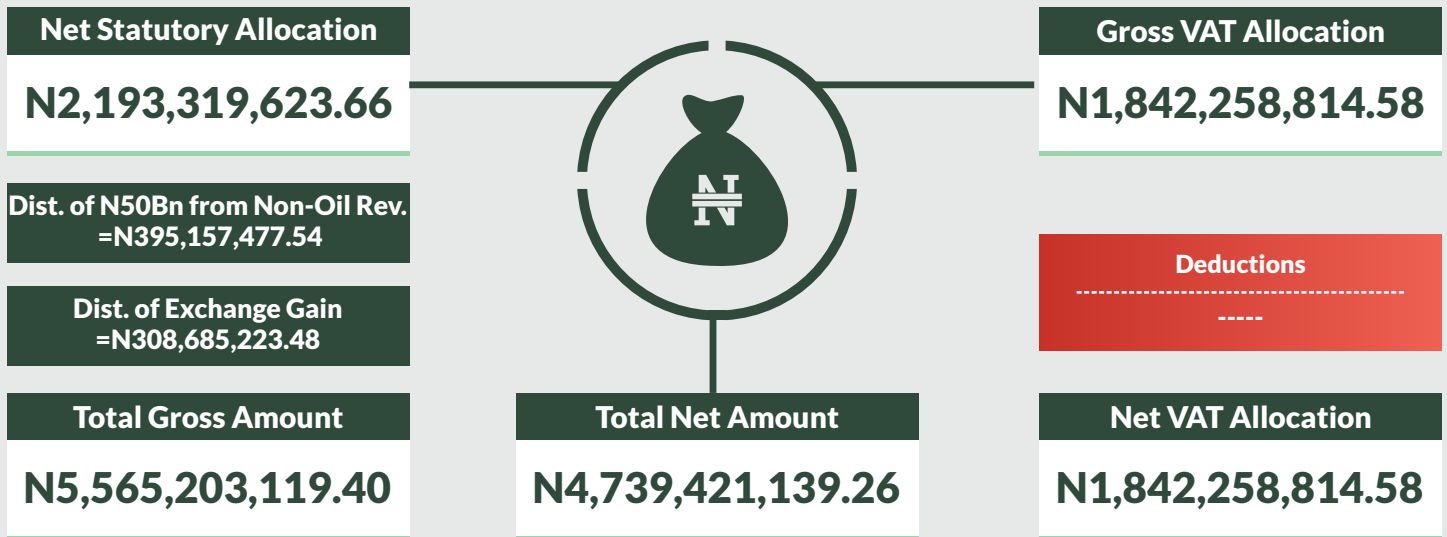 Net Statutory Allocation
N2,193,319,623.66
Dist. of N50Bn from Non-Oil Rev.
=N395,157,477.54
Dist. of Exchange Gain
=N308,685,223.48
Total Gross Amount
N5,565,203,119.40
₦
Total Net Amount
N4,739,421,139.26
Gross VAT Allocation
N1,842,258,814.58
Deductions
--------------------------------------------
-----
Net VAT Allocation
N1,842,258,814.58